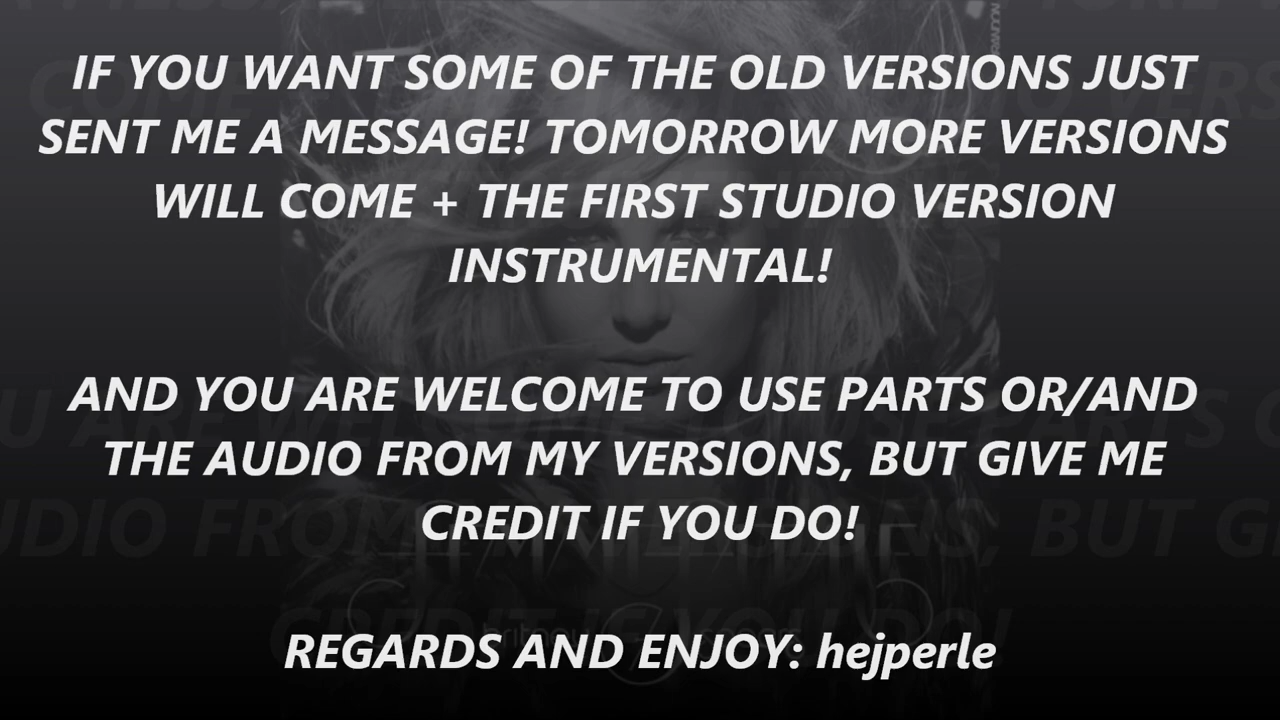 IF YOU WANT SOME OF THE OLD VERSIONS JUST
SENT ME A MESSAGE! TOMORROW MORE VERSIONS
WILL COME + THE FIRST STUDIO VERSION
INSTRUMENTAL!
AND YOU ARE WELCOME TO USE PARTS OR/AND
THE AUDIO FROM MY VERSIONS, BUT GIVE ME
CREDIT IF YOU DO!
REGARDS AND ENJOY: hejperle